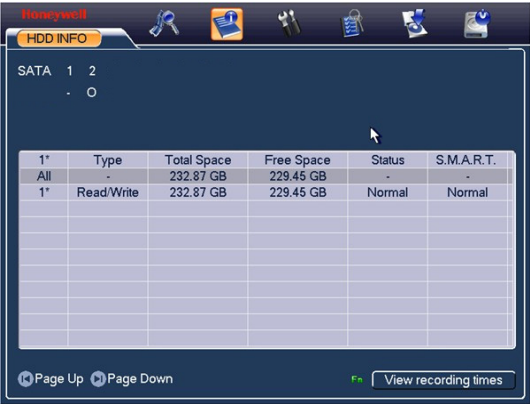 Honeywell
HDD INFO
SATA 1 2
- O
1* Type Total Space Free Space Status S.M.A.R.T.
All - 232.87 GB 229.45 GB - -
1* Read/Write 232.87 GB 229.45 GB Normal Normal
Page Up Page Down Fn View recording times